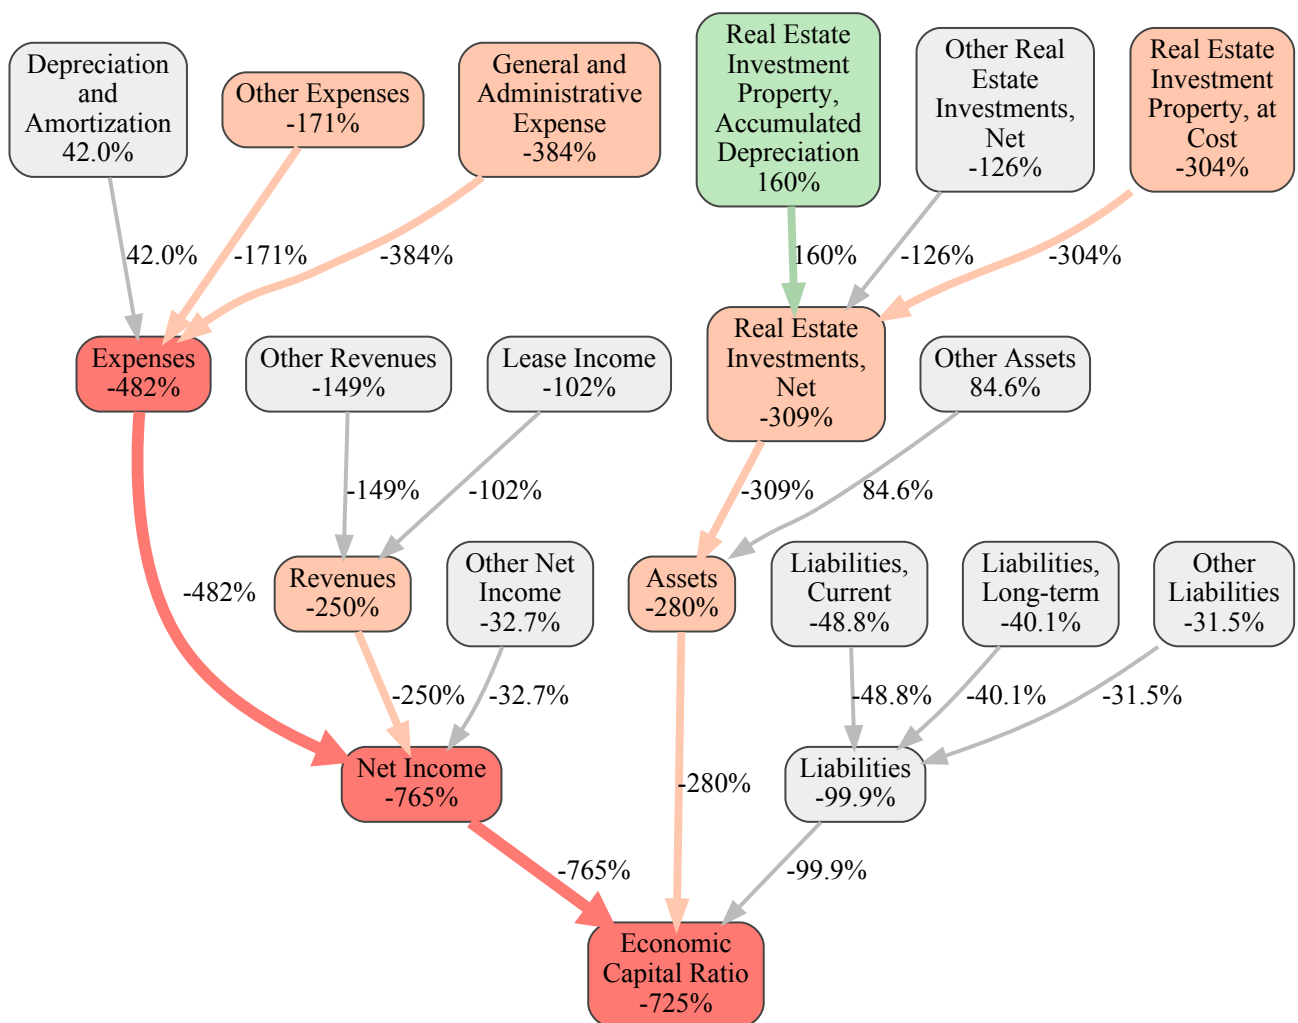 Depreciation
and
Amortization
42.0%
Other Expenses
-171%
General and
Administrative
Expense
-384%
Real Estate
Investment
Property,
Accumulated
Depreciation
160%
Other Real
Estate
Investments,
Net
-126%
Real Estate
Investment
Property, at
Cost
-304%
42.0%
-171%
-384%
160%
-126%
-304%
Expenses
-482%
Other Revenues
-149%
Lease Income
-102%
Real Estate
Investments,
Net
-309%
Other Assets
84.6%
-149%
-102%
-309%
84.6%
-482%
Revenues
-250%
Other Net
Income
-32.7%
Assets
-280%
Liabilities,
Current
-48.8%
Liabilities,
Long-term
-40.1%
Other
Liabilities
-31.5%
-250%
-32.7%
-48.8%
-40.1%
-31.5%
Net Income
-765%
-280%
Liabilities
-99.9%
-765%
-99.9%
Economic
Capital Ratio
-725%